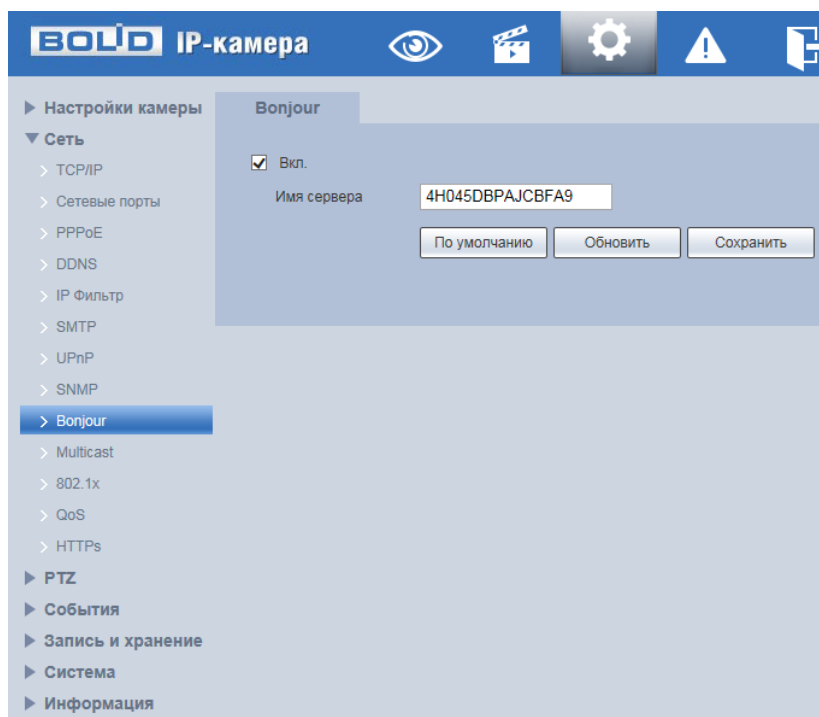 BOLID IP-камера
Настройки камеры
Сеть
TCP/IP
Сетевые порты
PPPoE
DDNS
IP Фильтр
SMTP
UPnP
SNMP
Bonjour
Multicast
802.1x
QoS
HTTPs
PTZ
События
Запись и хранение
Система
Информация
Bonjour
Вкл.
Имя сервера 4H045DBPAJCBFA9
По умолчанию Обновить Сохранить